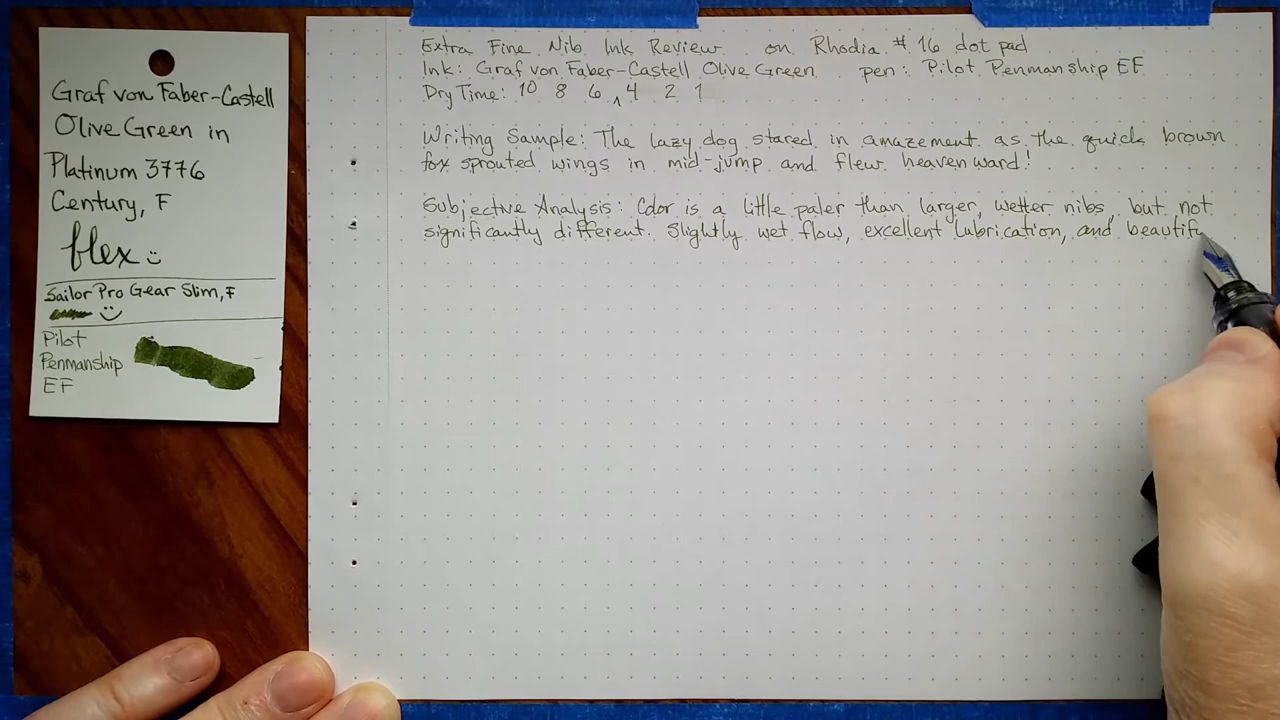 Graf von Faber-Castell
Olive Green in
Platinum 3776
Century, F
flex
Sailor Pro Gear Slim, F
Pilot
Penmanship
EF
Extra Fine Nib Ink Review on Rhodia #16 dot pad
Ink: Graf von Faber-Castell Olive Green pen: Pilot Penmanship EF
Dry Time: 10 8 6 ^ 4 2 1
Writing Sample: The lazy dog stared in amazement as the quick brown
fox sprouted wings in mid-jump and flew heavenward!
Subjective Analysis: Color is a little paler than larger, wetter nibs, but not
significantly different. Slightly wet flow, excellent lubrication, and beautifu